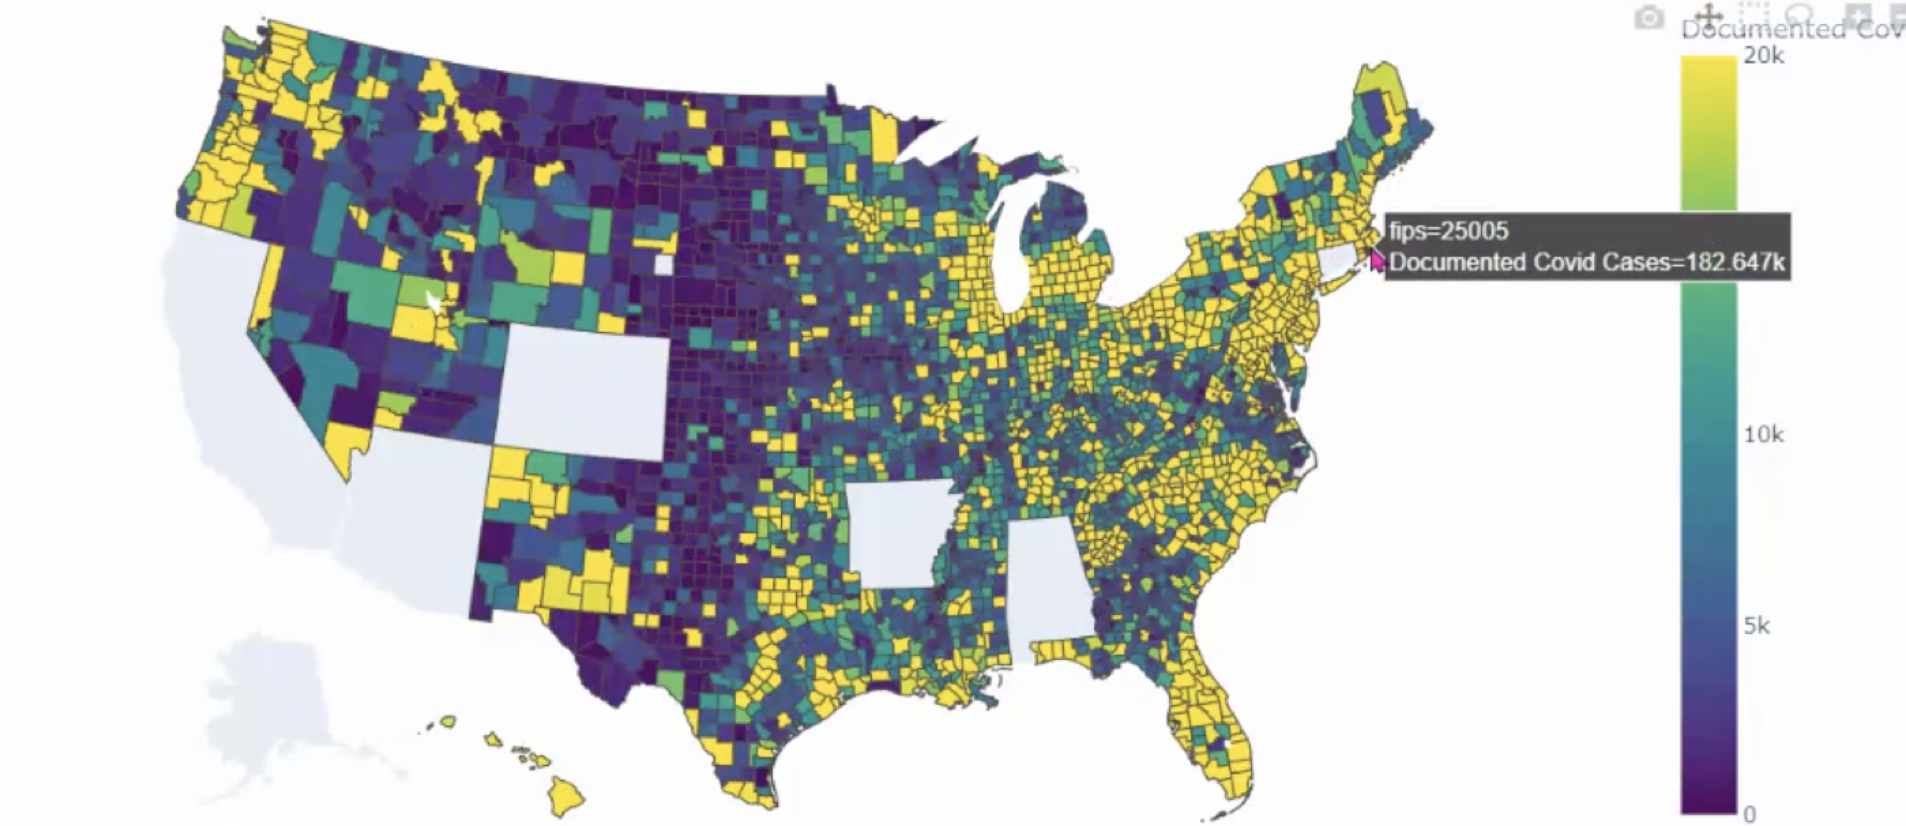 Documented Cov
20k
fips=25005
Documented Covid Cases=182.647k
10k
5k
0